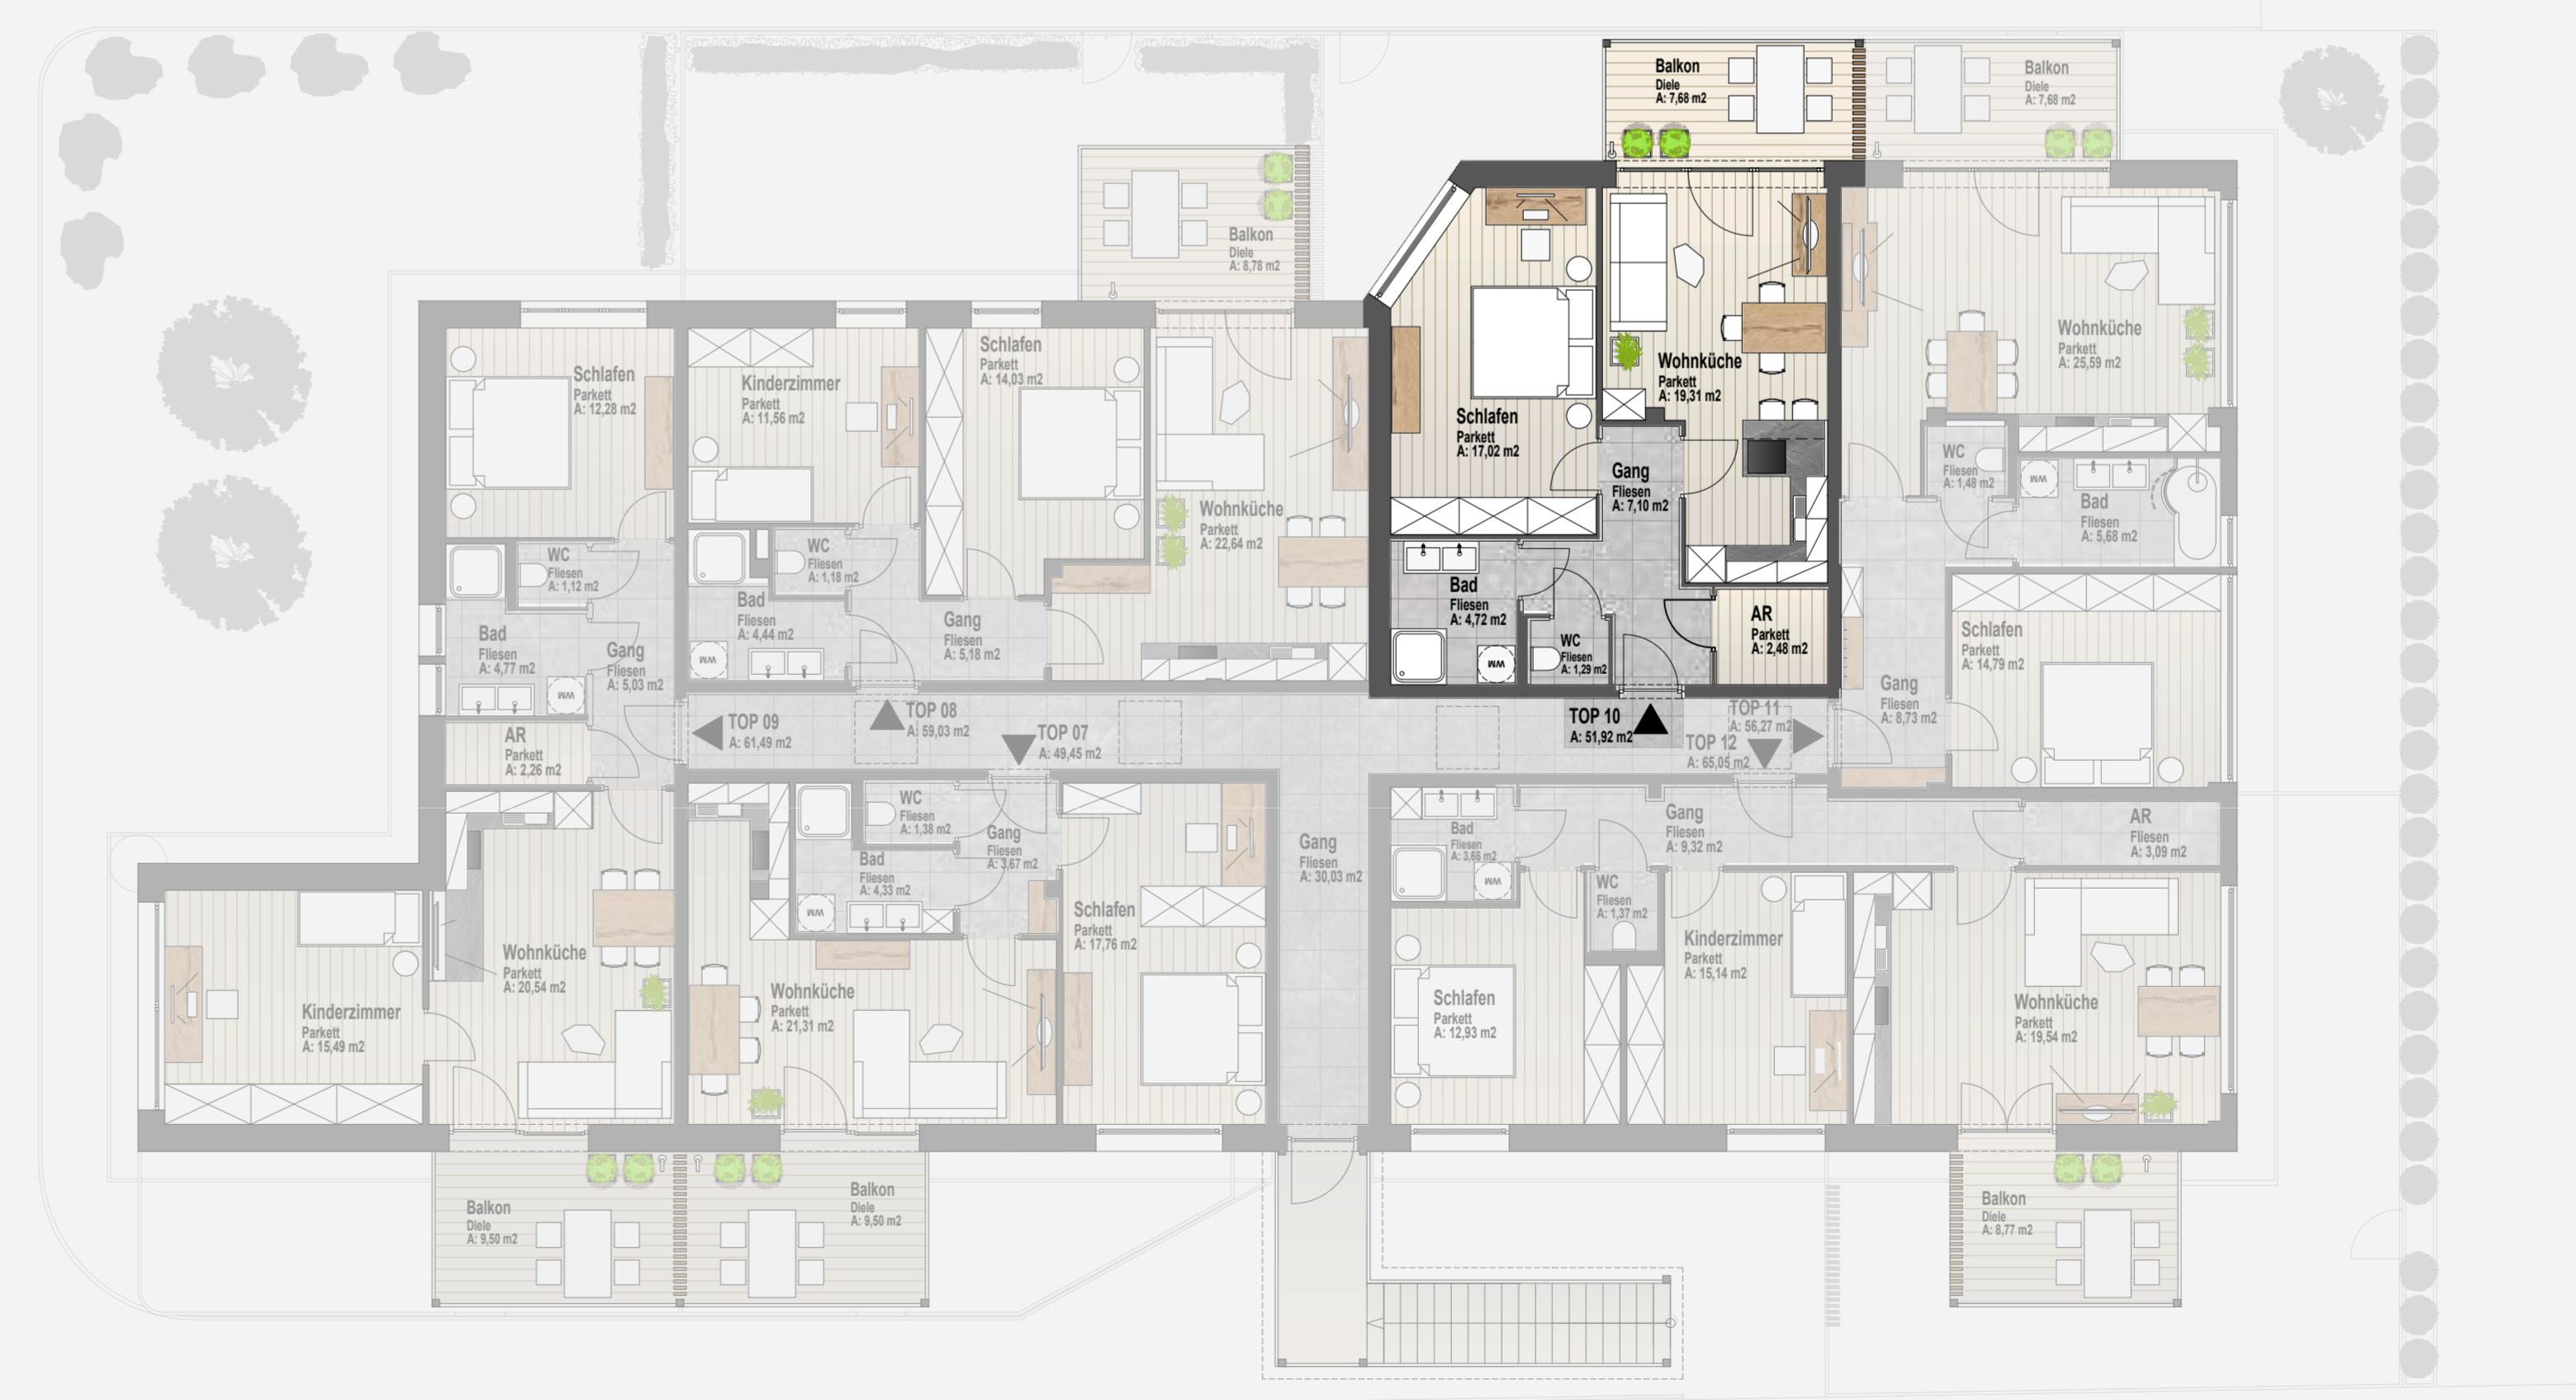 Balkon
Diele
A: 7,68 m2
Balkon
Diele
A: 7,68 m2
Balkon
Diele
A: 8,78 m2
Schlafen
Parkett
A: 12,28 m2
Kinderzimmer
Parkett
A: 11,56 m2
Schlafen
Parkett
A: 14,03 m2
Wohnküche
Parkett
A: 22,64 m2
Schlafen
Parkett
A: 17,02 m2
Wohnküche
Parkett
A: 19,31 m2
Wohnküche
Parkett
A: 25,59 m2
Gang
Fliesen
A: 7,10 m2
WC
Fliesen
A: 1,48 m2
WM
Bad
Fliesen
A: 5,68 m2
WC
Fliesen
A: 1,12 m2
WC
Fliesen
A: 1,18 m2
Bad
Fliesen
A: 4,77 m2
WM
Gang
Fliesen
A: 5,03 m2
Bad
Fliesen
A: 4,44 m2
WM
Gang
Fliesen
A: 5,18 m2
Bad
Fliesen
A: 4,72 m2
WM
WC
Fliesen
A: 1,29 m2
AR
Parkett
A: 2,48 m2
Schlafen
Parkett
A: 14,79 m2
Gang
Fliesen
A: 8,73 m2
AR
Parkett
A: 2,26 m2
TOP 09
A: 61,49 m2
TOP 08
A: 59,03 m2
TOP 07
A: 49,45 m2
TOP 10
A: 51,92 m2
TOP 11
A: 56,27 m2
TOP 12
A: 65,05 m2
WC
Fliesen
A: 1,38 m2
Gang
Fliesen
A: 3,67 m2
Bad
Fliesen
A: 4,33 m2
WM
Gang
Fliesen
A: 30,03 m2
Bad
Fliesen
A: 3,66 m2
WM
Gang
Fliesen
A: 9,32 m2
AR
Fliesen
A: 3,09 m2
WC
Fliesen
A: 1,37 m2
Kinderzimmer
Parkett
A: 15,49 m2
Wohnküche
Parkett
A: 20,54 m2
Wohnküche
Parkett
A: 21,31 m2
Schlafen
Parkett
A: 17,76 m2
Schlafen
Parkett
A: 12,93 m2
Kinderzimmer
Parkett
A: 15,14 m2
Wohnküche
Parkett
A: 19,54 m2
Balkon
Diele
A: 9,50 m2
Balkon
Diele
A: 9,50 m2
Balkon
Diele
A: 8,77 m2